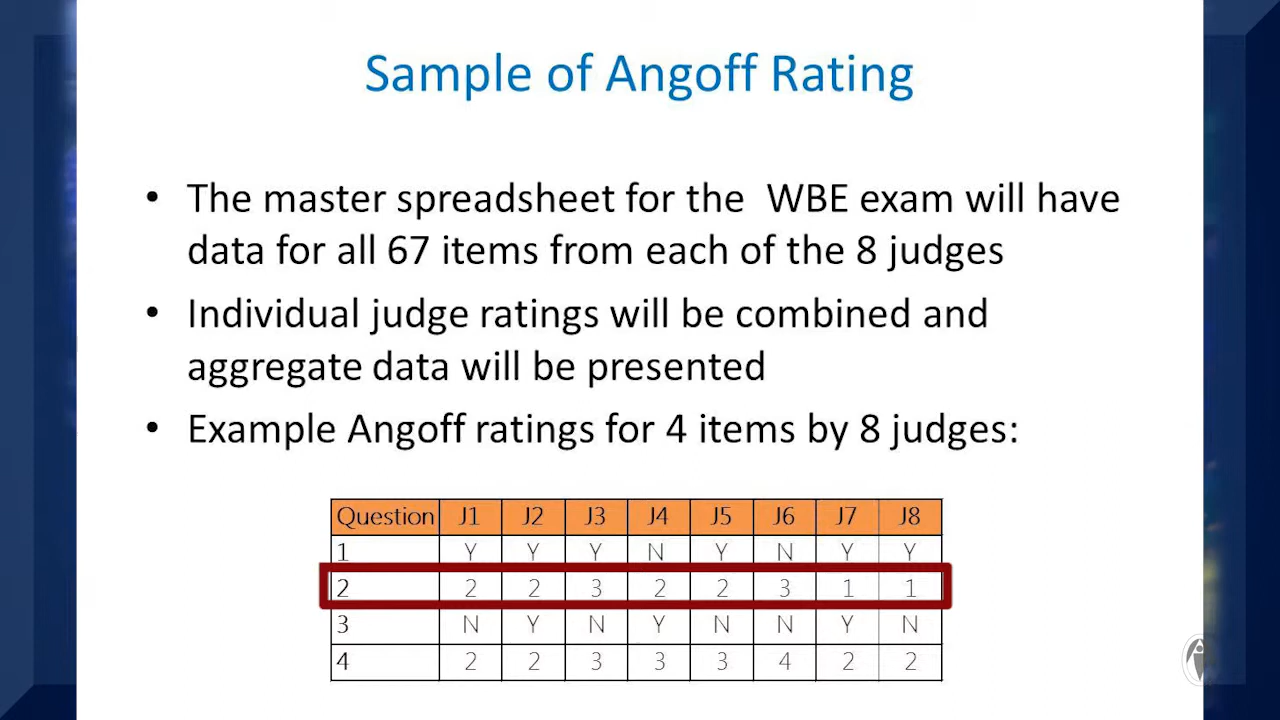 Sample of Angoff Rating
• The master spreadsheet for the WBE exam will have
data for all 67 items from each of the 8 judges
• Individual judge ratings will be combined and
aggregate data will be presented
• Example Angoff ratings for 4 items by 8 judges:
Question J1 J2 J3 J4 J5 J6 J7 J8
1 Y Y Y N Y N Y Y
2 2 2 3 2 2 3 1 1
3 N Y N Y N N Y N
4 2 2 3 3 3 4 2 2